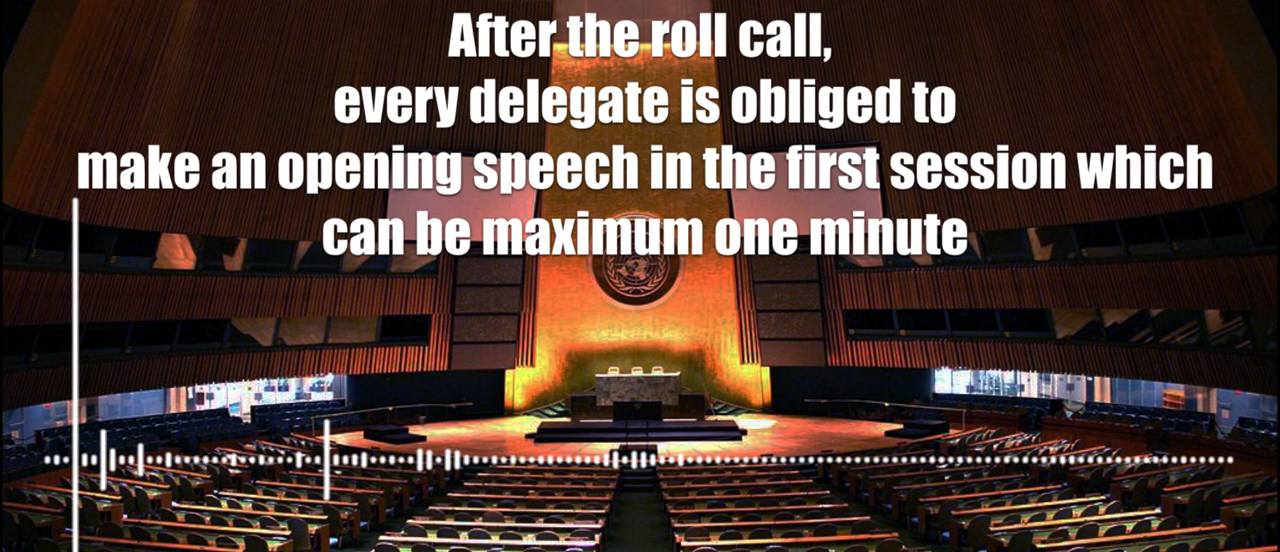 After the roll call,
every delegate is obliged to
make an opening speech in the first session which
can be maximum one minute